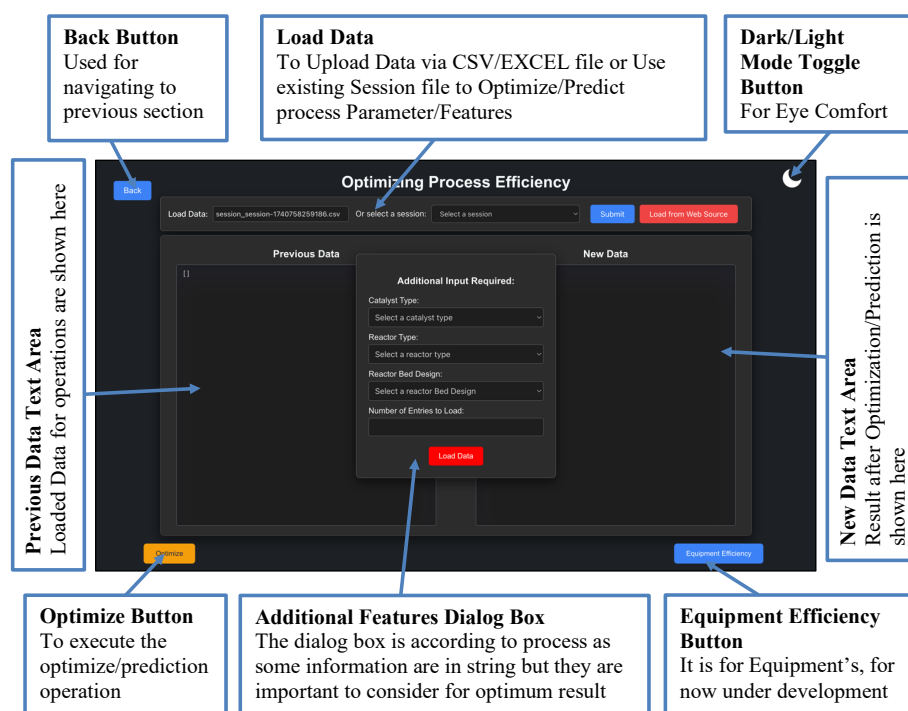 Back Button
Used for
navigating to
previous section
Load Data
To Upload Data via CSV/EXCEL file or Use
existing Session file to Optimize/Predict
process Parameter/Features
Dark/Light
Mode Toggle
Button
For Eye Comfort
Previous Data Text Area
Loaded Data for operations are shown here
Back
Optimizing Process Efficiency
Load Data: session_session-1740758259186.csv Or select a session: Select a session Submit Load from Web Source
Previous Data
New Data
[]
Additional Input Required:
Catalyst Type:
Select a catalyst type
Reactor Type:
Select a reactor type
Reactor Bed Design:
Select a reactor Bed Design
Number of Entries to Load:
Load Data
Optimize
Equipment Efficiency
New Data Text Area
Result after Optimization/Prediction is
shown here
Optimize Button
To execute the
optimize/prediction
operation
Additional Features Dialog Box
The dialog box is according to process as
some information are in string but they are
important to consider for optimum result
Equipment Efficiency
Button
It is for Equipment's, for
now under development